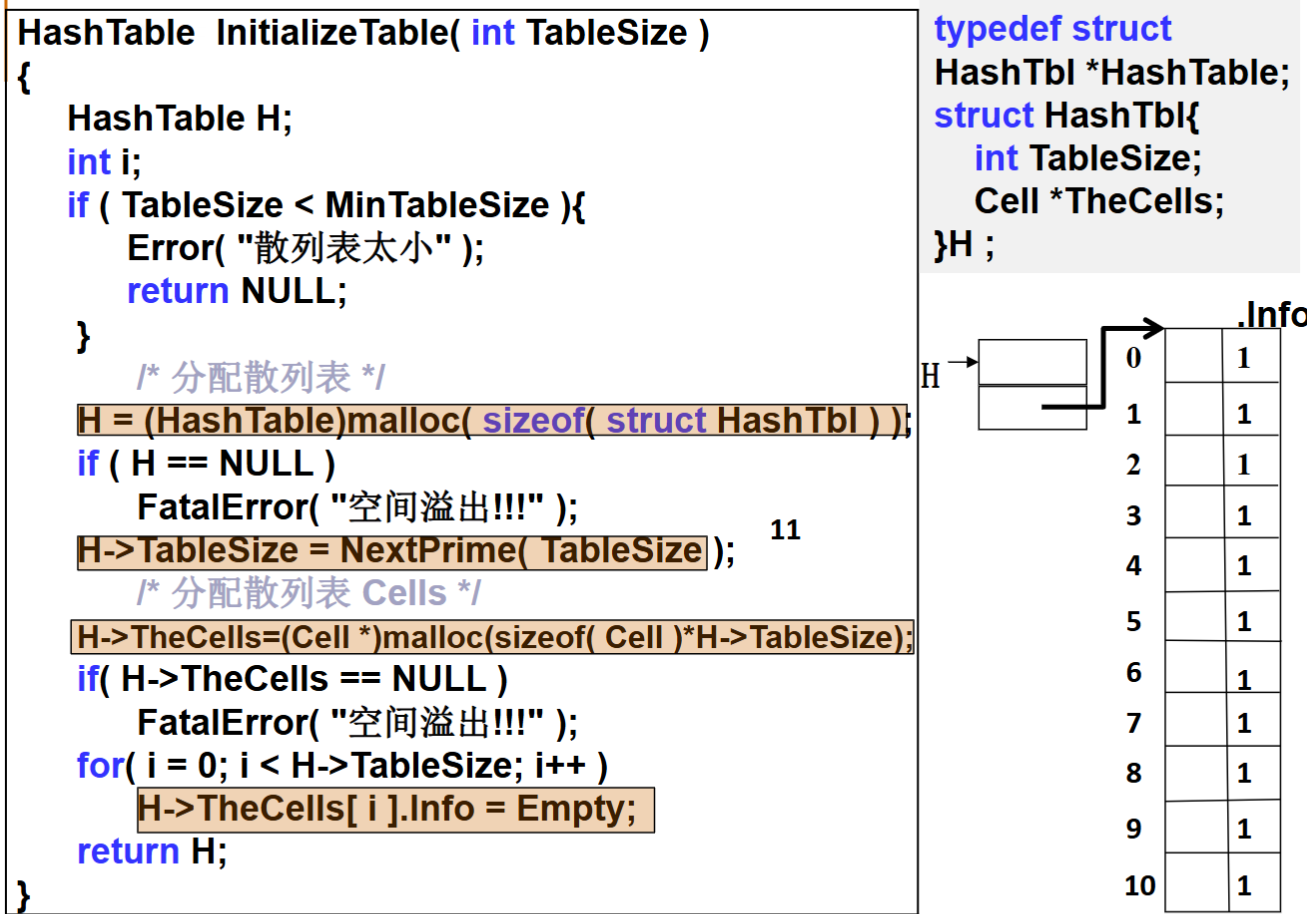 HashTable InitializeTable( int TableSize )
{
HashTable H;
int i;
if ( TableSize < MinTableSize ){
Error( "散列表太小" );
return NULL;
}
/* 分配散列表 */
H = (HashTable)malloc( sizeof( struct HashTbl ) );
if ( H == NULL )
FatalError( "空间溢出!!!" );
H->TableSize = NextPrime( TableSize ); 11
/* 分配散列表 Cells */
H->TheCells=(Cell *)malloc(sizeof( Cell )*H->TableSize);
if( H->TheCells == NULL )
FatalError( "空间溢出!!!" );
for( i = 0; i < H->TableSize; i++ )
H->TheCells[ i ].Info = Empty;
return H;
}
typedef struct
HashTbl *HashTable;
struct HashTbl{
int TableSize;
Cell *TheCells;
}H ;
.Info
H
0 1
1 1
2 1
3 1
4 1
5 1
6 1
7 1
8 1
9 1
10 1